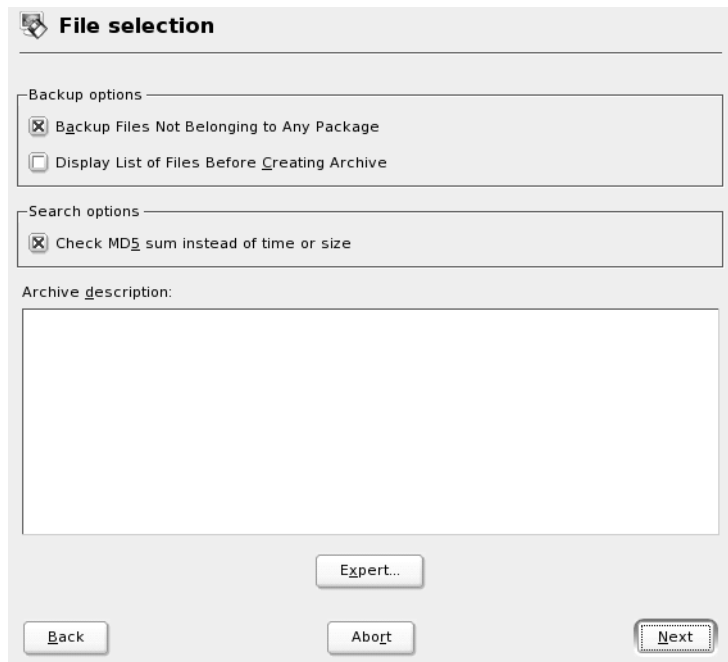 File selection
Backup options
Backup Files Not Belonging to Any Package
Display List of Files Before Creating Archive
Search options
Check MD5 sum instead of time or size
Archive description:
Expert...
Back
Abort
Next